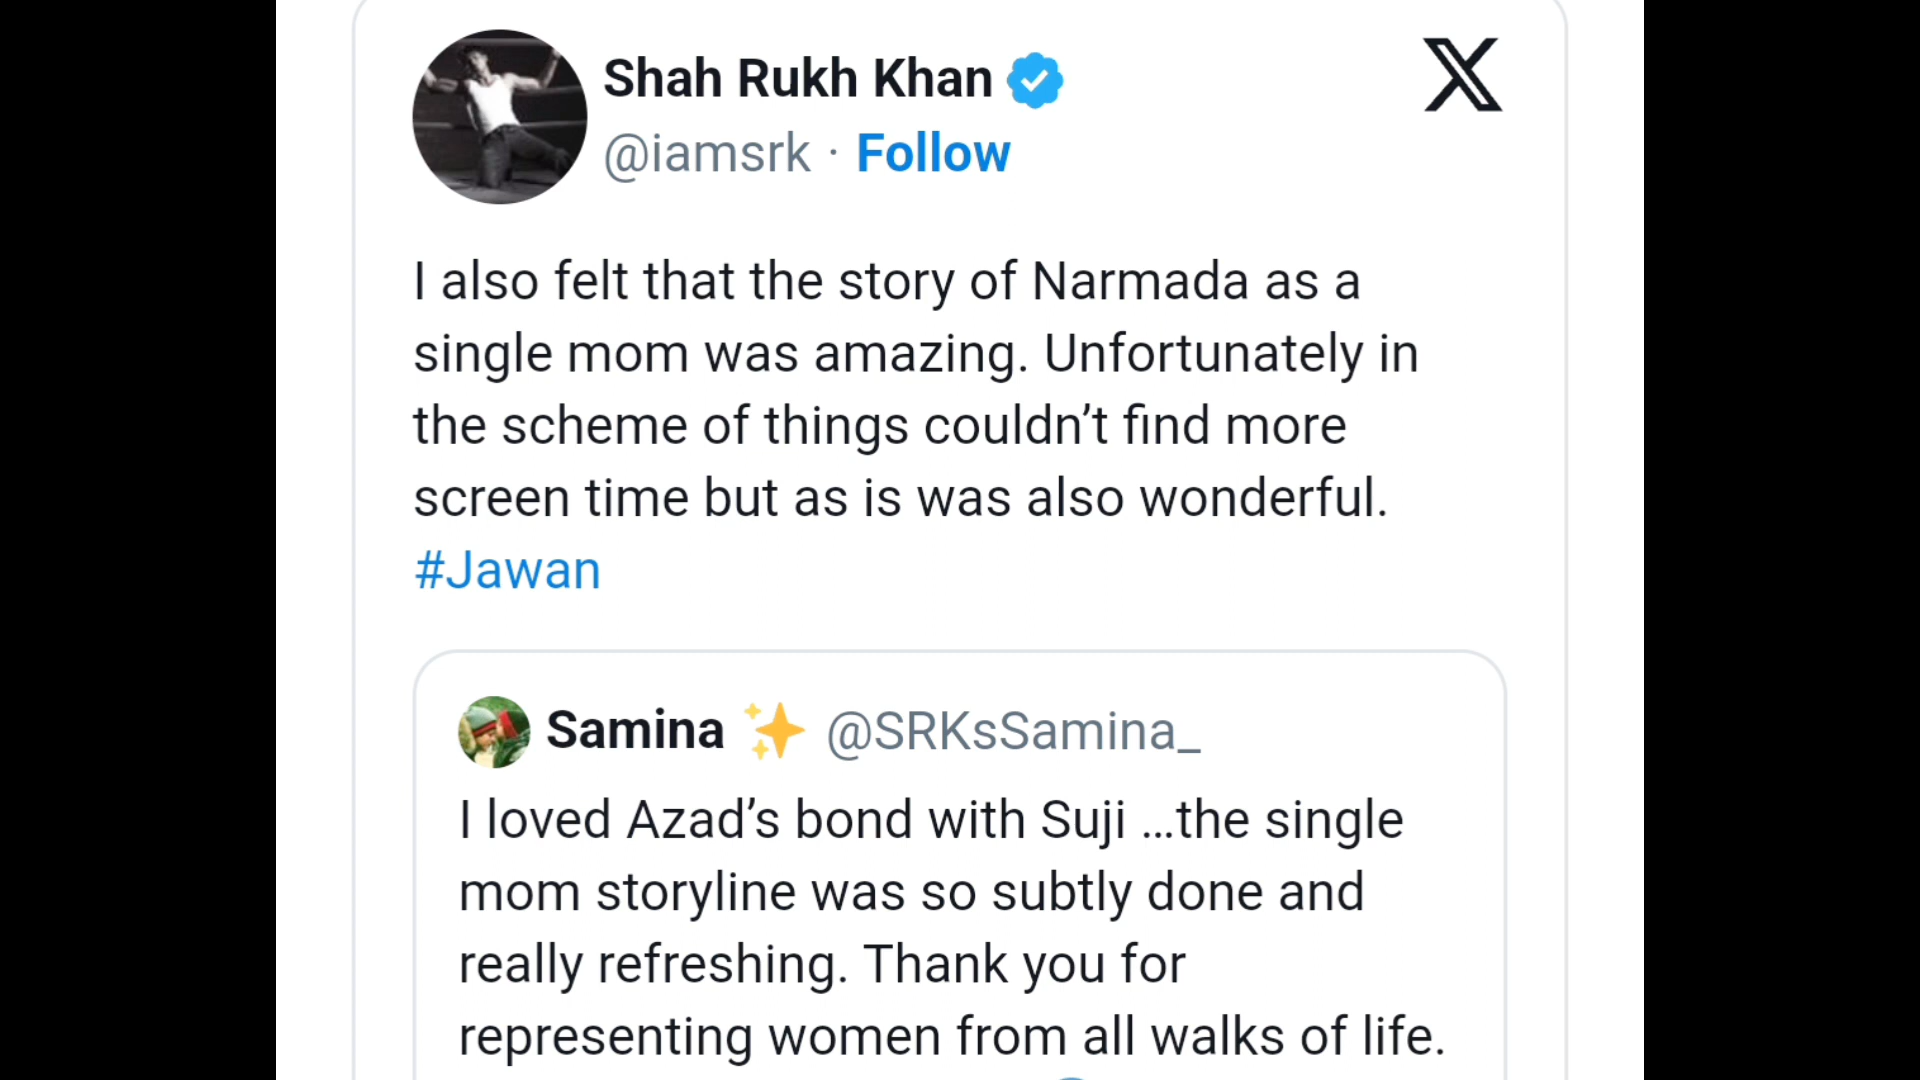 Shah Rukh Khan
@iamsrk · Follow
I also felt that the story of Narmada as a
single mom was amazing. Unfortunately in
the scheme of things couldn’t find more
screen time but as is was also wonderful.
#Jawan
Samina ✨ @SRKsSamina_
I loved Azad’s bond with Suji ...the single
mom storyline was so subtly done and
really refreshing. Thank you for
representing women from all walks of life.